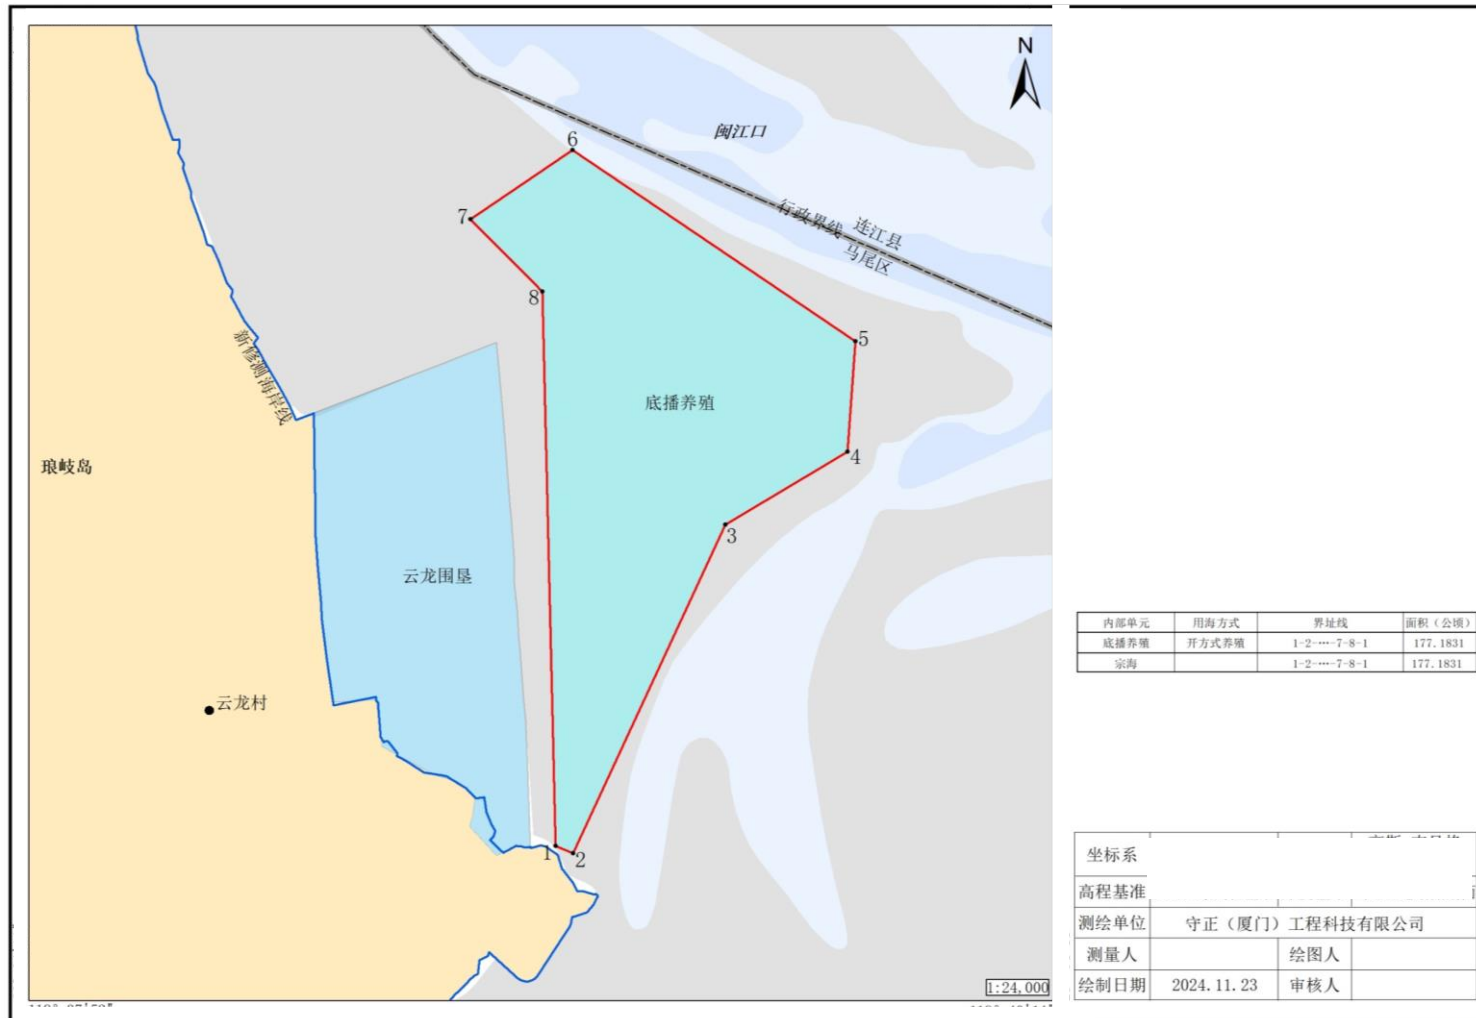 N
闽江口
6
7
行政界线
连江县
马尾区
8
5
新修测海岸线
底播养殖
4
琅岐岛
3
云龙围垦
云龙村
1
2
1:24,000
内部单元 用海方式 界址线 面积（公顷）
底播养殖 开方式养殖 1-2-…-7-8-1 177.1831
宗海 1-2-…-7-8-1 177.1831
坐标系
高程基准
测绘单位 守正（厦门）工程科技有限公司
测量人 绘图人
绘制日期 2024.11.23 审核人